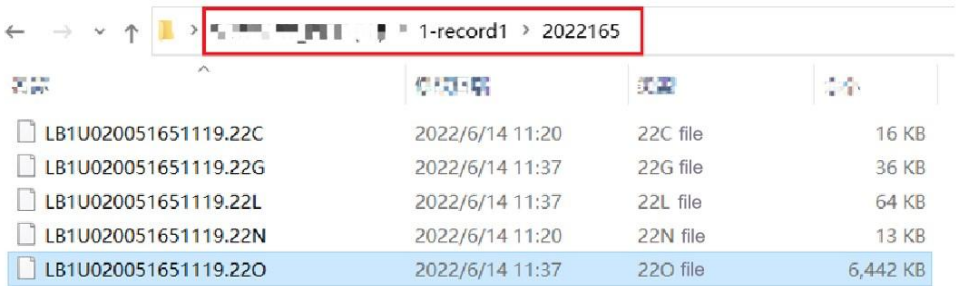 1-record1 > 2022165
LB1U020051651119.22C 2022/6/14 11:20 22C file 16 KB
LB1U020051651119.22G 2022/6/14 11:37 22G file 36 KB
LB1U020051651119.22L 2022/6/14 11:37 22L file 64 KB
LB1U020051651119.22N 2022/6/14 11:20 22N file 13 KB
LB1U020051651119.22O 2022/6/14 11:37 22O file 6,442 KB